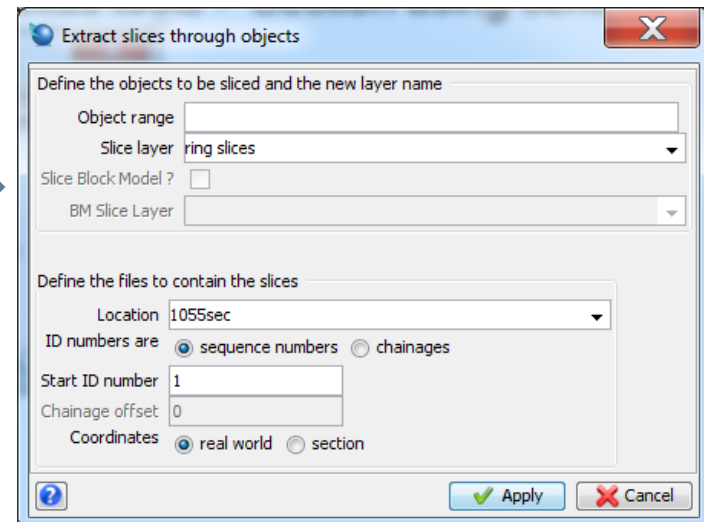 Extract slices through objects
Define the objects to be sliced and the new layer name
Object range
Slice layer ring slices
Slice Block Model ?
BM Slice Layer
Define the files to contain the slices
Location 1055sec
ID numbers are sequence numbers chainages
Start ID number 1
Chainage offset 0
Coordinates real world section
? Apply Cancel